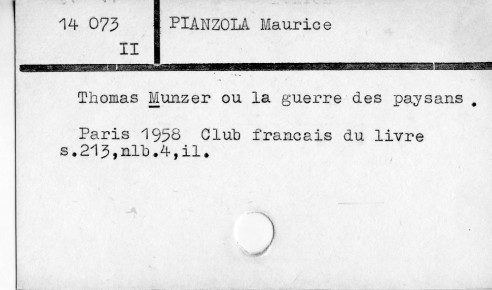 14 073 PIANZOLA Maurice
II
Thomas Munzer ou la guerre des paysans.
Paris 1958 Club francais du livre
s.213,nlb.4,il.